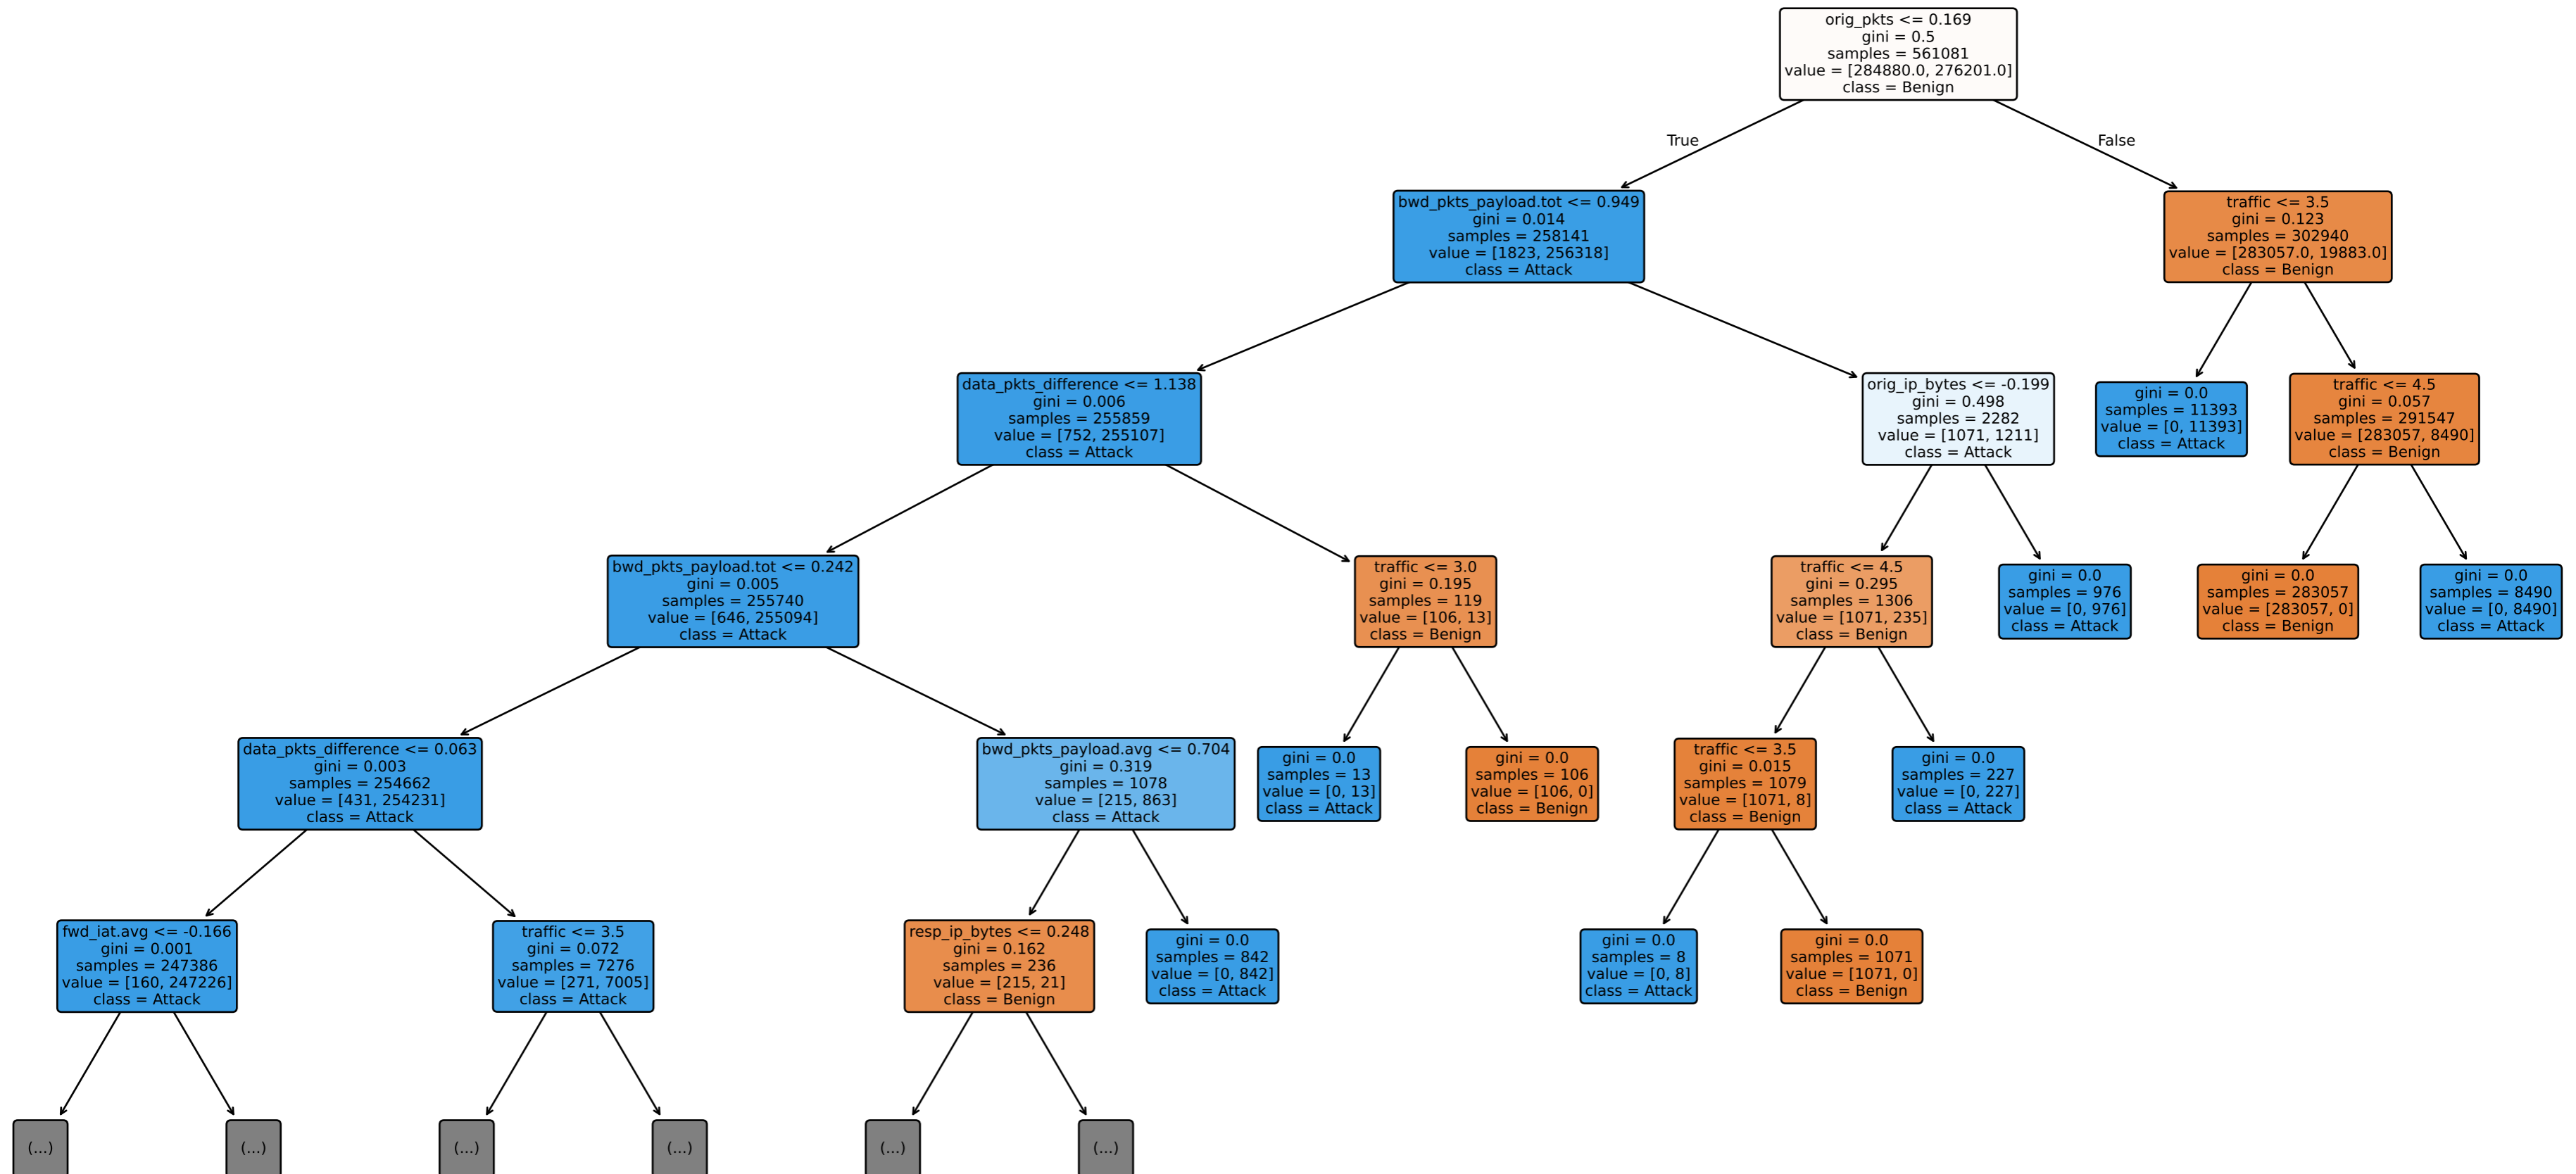 orig_pkts <= 0.169
gini = 0.5
samples = 561081
value = [284880.0, 276201.0]
class = Benign
True
False
bwd_pkts_payload.tot <= 0.949
gini = 0.014
samples = 258141
value = [1823, 256318]
class = Attack
traffic <= 3.5
gini = 0.123
samples = 302940
value = [283057.0, 19883.0]
class = Benign
data_pkts_difference <= 1.138
gini = 0.006
samples = 255859
value = [752, 255107]
class = Attack
orig_ip_bytes <= -0.199
gini = 0.498
samples = 2282
value = [1071, 1211]
class = Attack
gini = 0.0
samples = 11393
value = [0, 11393]
class = Attack
traffic <= 4.5
gini = 0.057
samples = 291547
value = [283057, 8490]
class = Benign
bwd_pkts_payload.tot <= 0.242
gini = 0.005
samples = 255740
value = [646, 255094]
class = Attack
traffic <= 3.0
gini = 0.195
samples = 119
value = [106, 13]
class = Benign
traffic <= 4.5
gini = 0.295
samples = 1306
value = [1071, 235]
class = Benign
gini = 0.0
samples = 976
value = [0, 976]
class = Attack
gini = 0.0
samples = 283057
value = [283057, 0]
class = Benign
gini = 0.0
samples = 8490
value = [0, 8490]
class = Attack
data_pkts_difference <= 0.063
gini = 0.003
samples = 254662
value = [431, 254231]
class = Attack
bwd_pkts_payload.avg <= 0.704
gini = 0.319
samples = 1078
value = [215, 863]
class = Attack
gini = 0.0
samples = 13
value = [0, 13]
class = Attack
gini = 0.0
samples = 106
value = [106, 0]
class = Benign
traffic <= 3.5
gini = 0.015
samples = 1079
value = [1071, 8]
class = Benign
gini = 0.0
samples = 227
value = [0, 227]
class = Attack
fwd_iat.avg <= -0.166
gini = 0.001
samples = 247386
value = [160, 247226]
class = Attack
traffic <= 3.5
gini = 0.072
samples = 7276
value = [271, 7005]
class = Attack
resp_ip_bytes <= 0.248
gini = 0.162
samples = 236
value = [215, 21]
class = Benign
gini = 0.0
samples = 842
value = [0, 842]
class = Attack
gini = 0.0
samples = 8
value = [0, 8]
class = Attack
gini = 0.0
samples = 1071
value = [1071, 0]
class = Benign
(...)
(...)
(...)
(...)
(...)
(...)